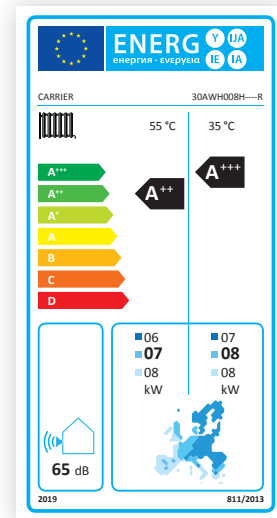 ENERG Y IJA
енергия · ενεργεια IE IA
CARRIER 30AWH008H----R
55 °C 35 °C
A+++
A++
A+
A
B
C
D
A++
A+++
06 07
07 08
08 08
kW kW
65 dB
2019 811/2013